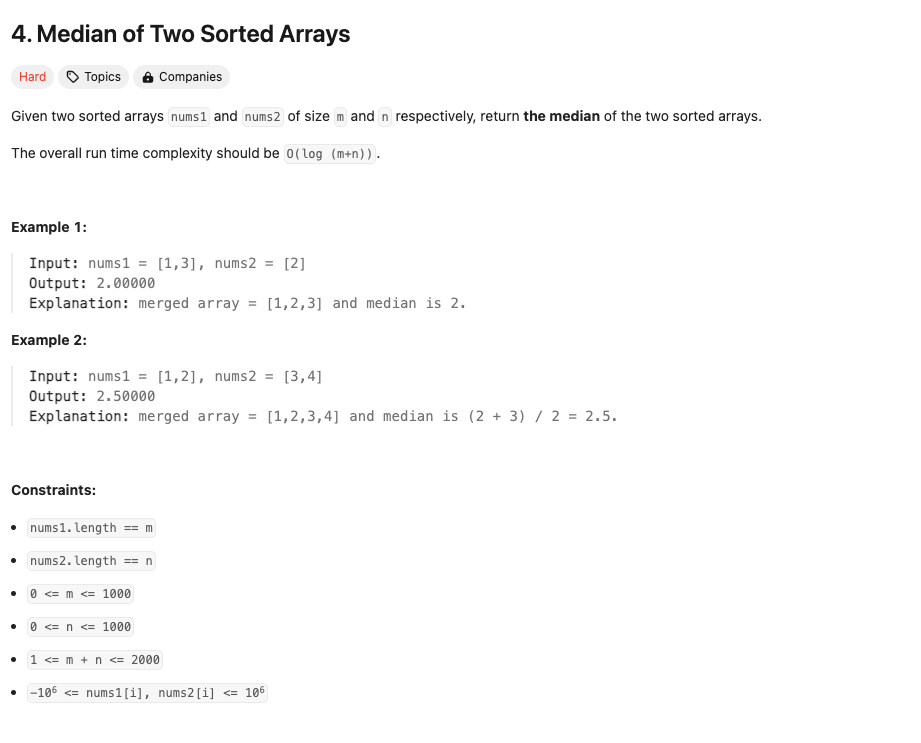 4. Median of Two Sorted Arrays
Hard Topics Companies
Given two sorted arrays nums1 and nums2 of size m and n respectively, return the median of the two sorted arrays.
The overall run time complexity should be O(log (m+n)).
Example 1:
Input: nums1 = [1,3], nums2 = [2]
Output: 2.00000
Explanation: merged array = [1,2,3] and median is 2.
Example 2:
Input: nums1 = [1,2], nums2 = [3,4]
Output: 2.50000
Explanation: merged array = [1,2,3,4] and median is (2 + 3) / 2 = 2.5.
Constraints:
• nums1.length == m
• nums2.length == n
• 0 <= m <= 1000
• 0 <= n <= 1000
• 1 <= m + n <= 2000
• -10⁶ <= nums1[i], nums2[i] <= 10⁶